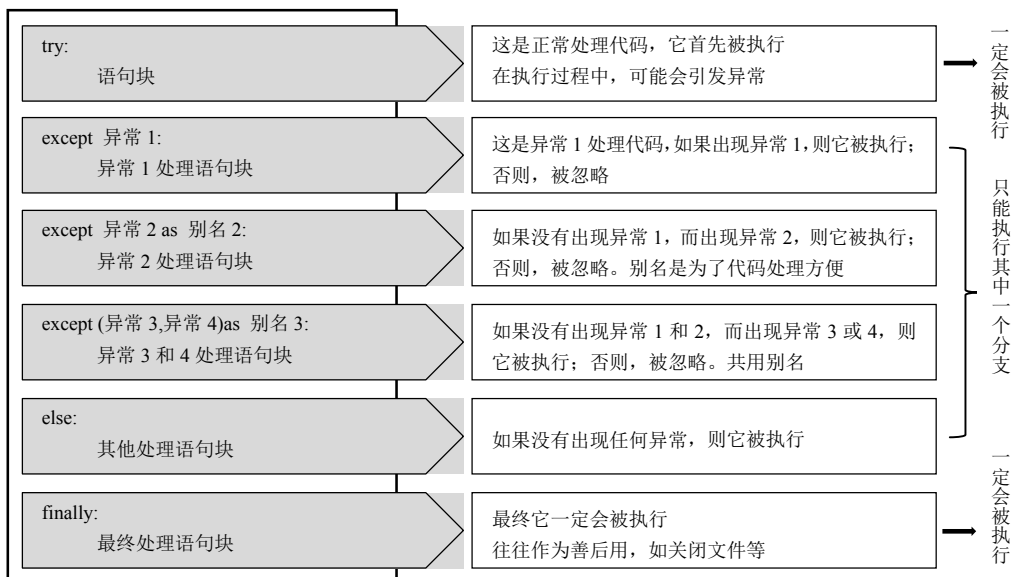 try:
语句块
这是正常处理代码，它首先被执行
在执行过程中，可能会引发异常
一定会被执行
except 异常 1:
异常 1 处理语句块
这是异常 1 处理代码，如果出现异常 1，则它被执行；
否则，被忽略
except 异常 2 as 别名 2:
异常 2 处理语句块
如果没有出现异常 1，而出现异常 2，则它被执行；
否则，被忽略。别名是为了代码处理方便
except (异常 3,异常 4)as 别名 3:
异常 3 和 4 处理语句块
如果没有出现异常 1 和 2，而出现异常 3 或 4，则
它被执行；否则，被忽略。共用别名
else:
其他处理语句块
如果没有出现任何异常，则它被执行
只能执行其中一个分支
finally:
最终处理语句块
最终它一定会被执行
往往作为善后用，如关闭文件等
一定会被执行